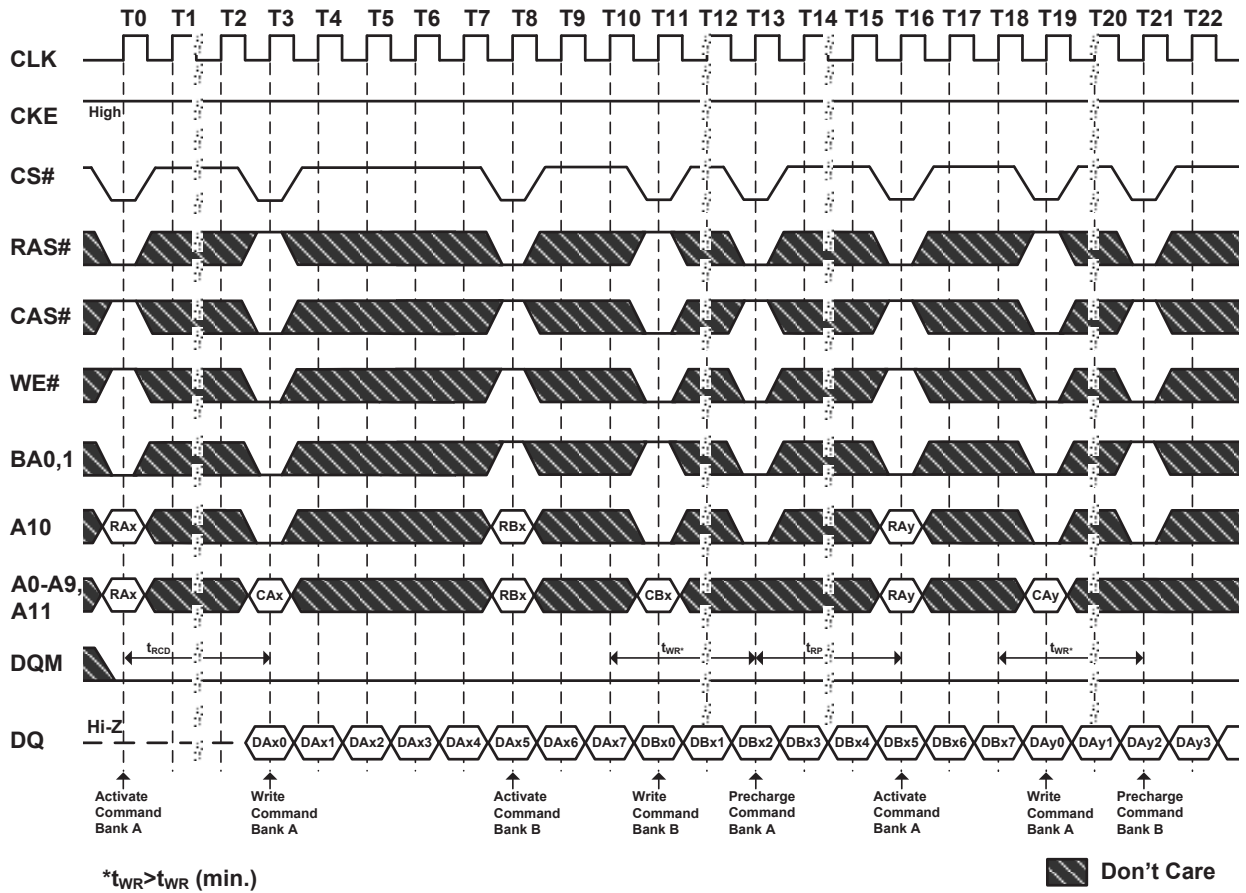 T0 T1 T2 T3 T4 T5 T6 T7 T8 T9 T10 T11 T12 T13 T14 T15 T16 T17 T18 T19 T20 T21 T22
CLK
CKE High
CS#
RAS#
CAS#
WE#
BA0,1
A10 RAx RBx RAy
A0-A9,
A11 RAx CAx RBx CBx RAy CAy
DQM tRCD tWR* tRP tWR*
DQ Hi-Z DAx0 DAx1 DAx2 DAx3 DAx4 DAx5 DAx6 DAx7 DBx0 DBx1 DBx2 DBx3 DBx4 DBx5 DBx6 DBx7 DAy0 DAy1 DAy2 DAy3
Activate
Command
Bank A
Write
Command
Bank A
Activate
Command
Bank B
Write
Command
Bank B
Precharge
Command
Bank A
Activate
Command
Bank A
Write
Command
Bank A
Precharge
Command
Bank B
*tWR>tWR (min.)
Don't Care